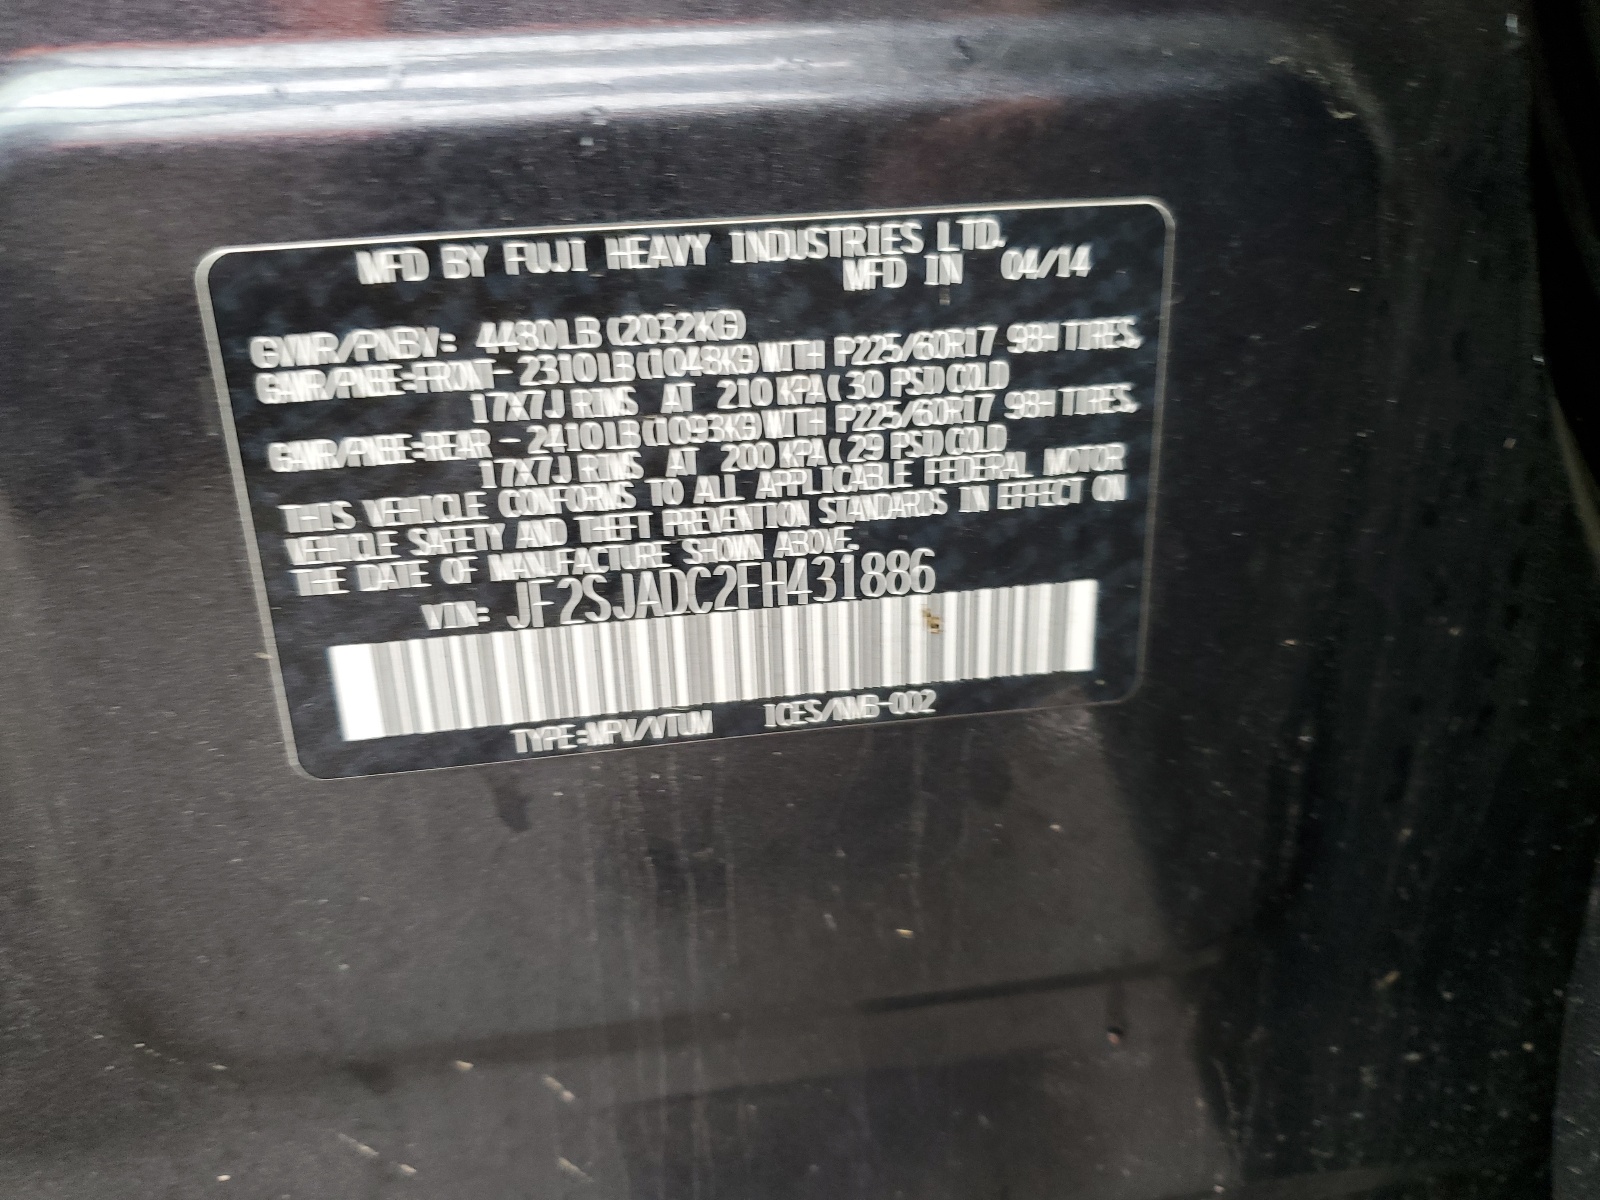 MFD BY FUJI HEAVY INDUSTRIES LTD.
MFD IN 04/14
GVWR/PNBV: 4480LB(2032KG)
GAWR/PNBE:FRONT- 2310LB(1048KG)WITH P225/60R17 98H TIRES,
17X7J RIMS AT 210 KPA( 30 PSI)COLD
GAWR/PNBE:REAR - 2410LB(1093KG)WITH P225/60R17 98H TIRES,
17X7J RIMS AT 200 KPA( 29 PSI)COLD
THIS VEHICLE CONFORMS TO ALL APPLICABLE FEDERAL MOTOR
VEHICLE SAFETY AND THEFT PREVENTION STANDARDS IN EFFECT ON
THE DATE OF MANUFACTURE SHOWN ABOVE.
VIN: JF2SJADC2FH431886
TYPE:MPV/VTUM ICES/NMB-002